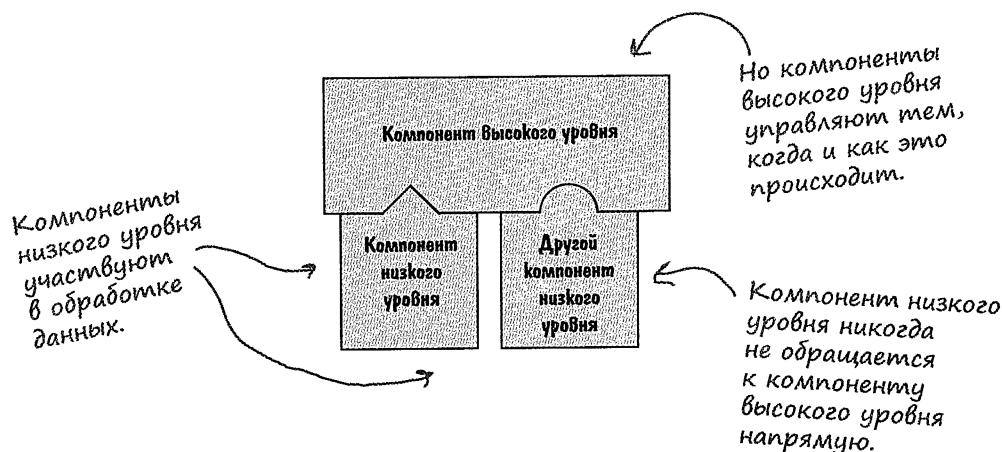 Но компоненты
высокого уровня
управляют тем,
когда и как это
происходит.
Компонент высокого уровня
Компоненты
низкого уровня
участвуют
в обработке
данных.
Компонент
низкого
уровня
Другой
компонент
низкого
уровня
Компонент низкого
уровня никогда
не обращается
к компоненту
высокого уровня
напрямую.